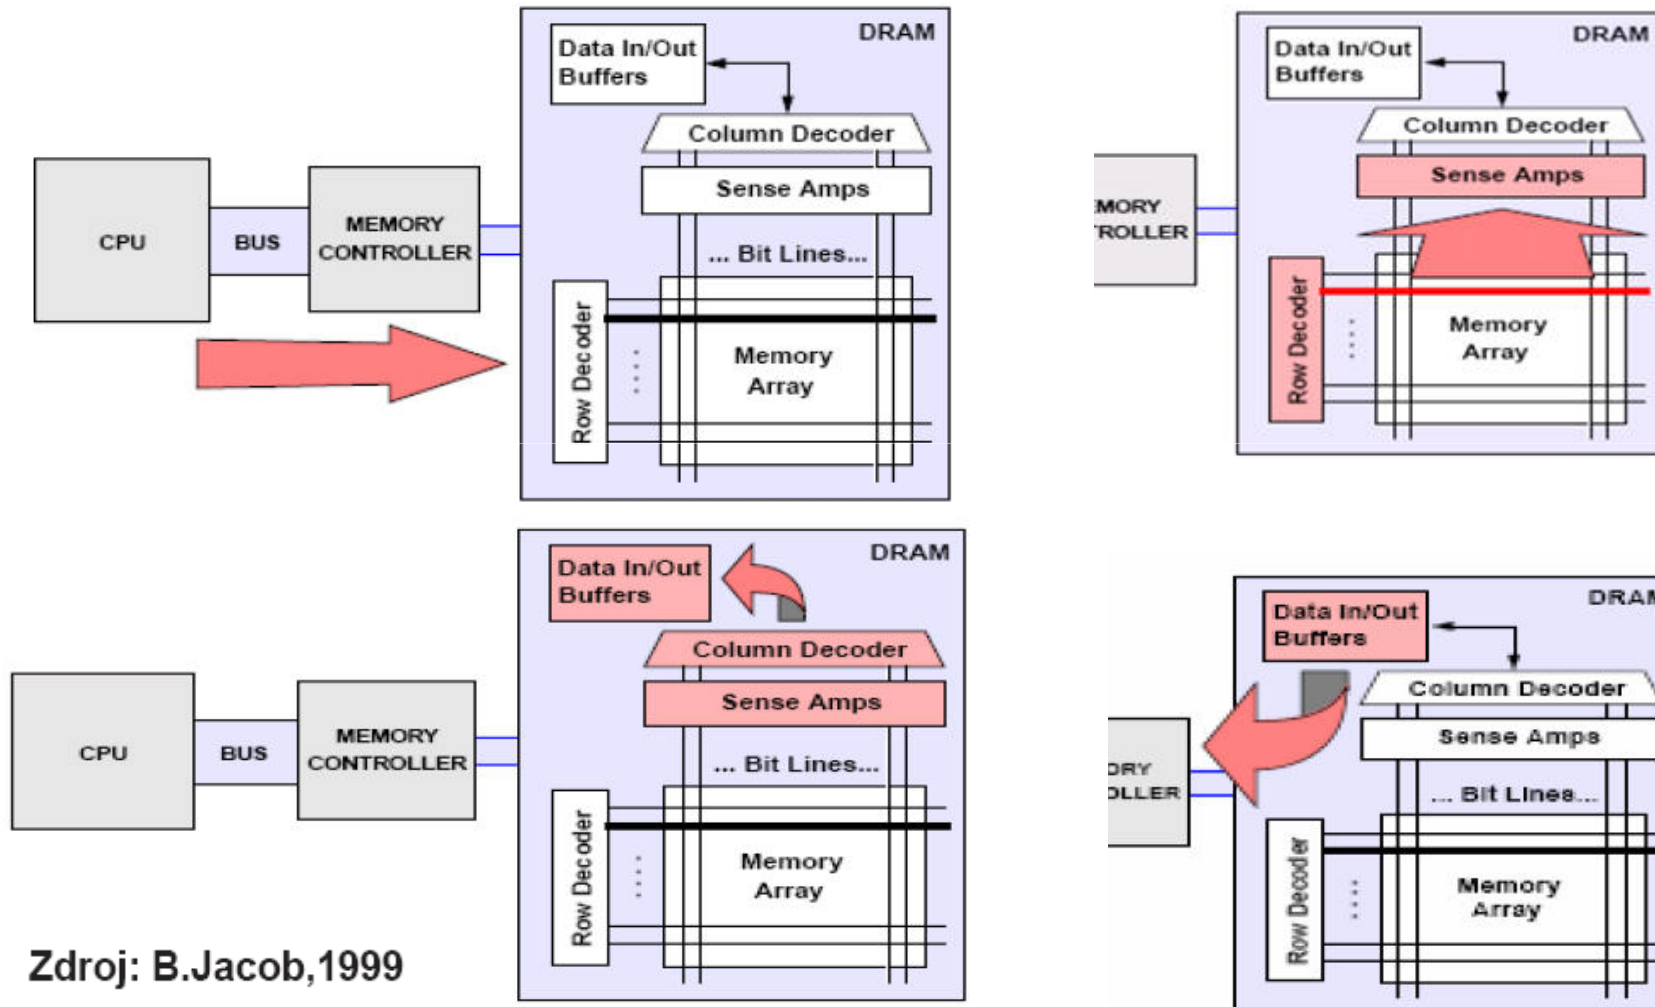 DRAM
Data In/Out
Buffers
Column Decoder
Sense Amps
... Bit Lines...
CPU
BUS
MEMORY
CONTROLLER
Row Decoder
Memory
Array
DRAM
Data In/Out
Buffers
Column Decoder
Sense Amps
EMORY
TROLLER
Row Decoder
Memory
Array
DRAM
Data In/Out
Buffers
Column Decoder
Sense Amps
... Bit Lines...
CPU
BUS
MEMORY
CONTROLLER
Row Decoder
Memory
Array
DRAM
Data In/Out
Buffers
Column Decoder
Sense Amps
... Bit Lines...
ORY
OLLER
Row Decoder
Memory
Array
Zdroj: B.Jacob,1999